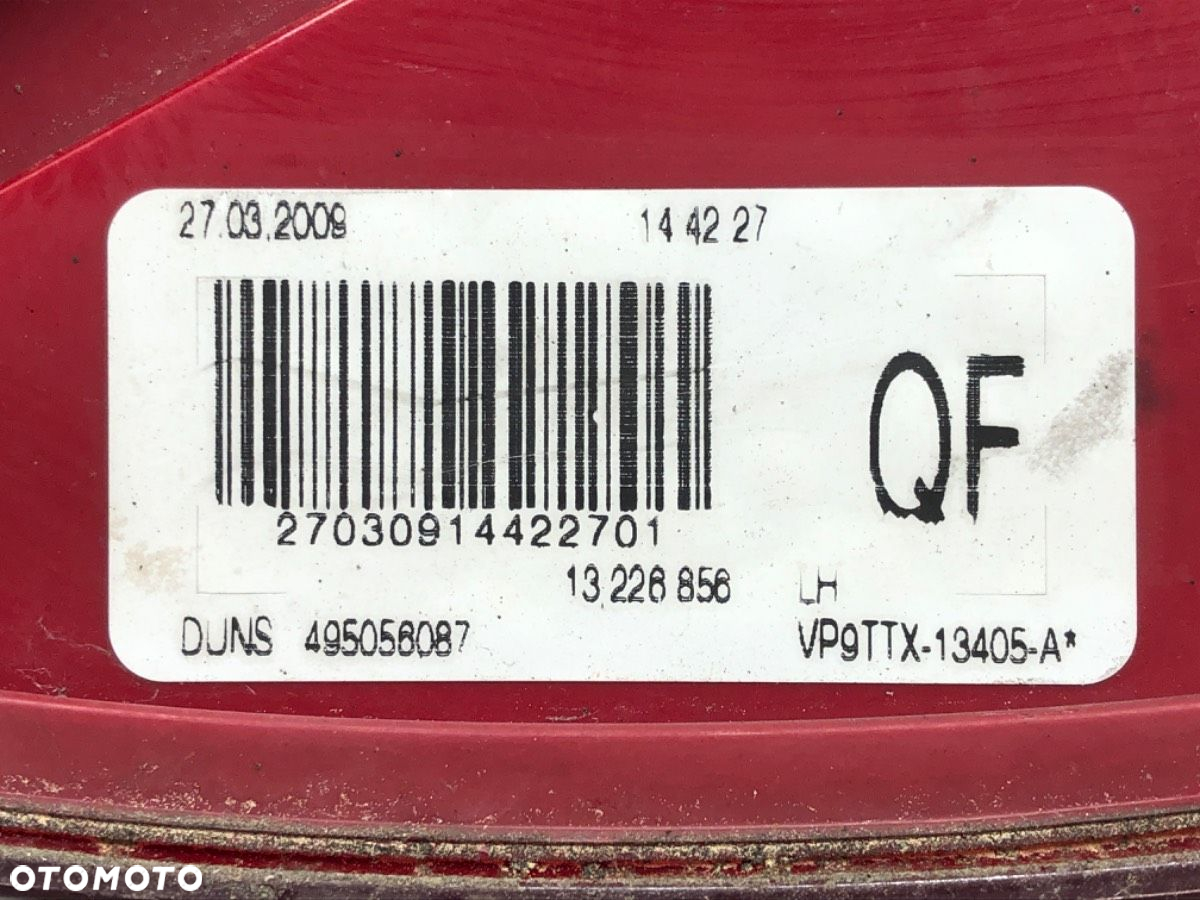 27.03.2009 14 42 27
QF
27030914422701
13 226 856 LH
DUNS 495056087 VP9TTX-13405-A*
OTOMOTO